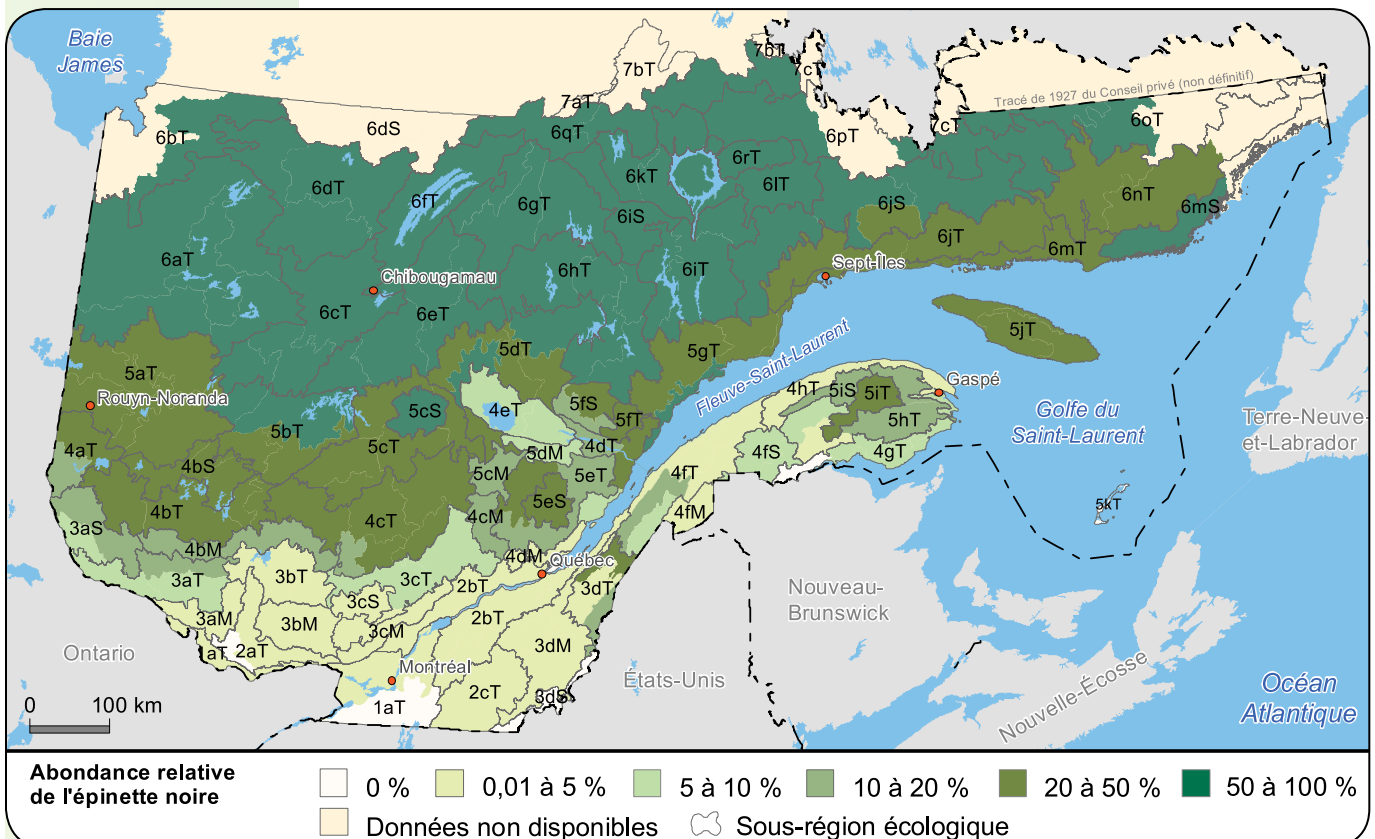 Baie
James
7bT
7bT
7cT
7aT
Tracé de 1927 du Conseil privé (non définitif)
6bT
6dS
6qT
6pT
7cT
6oT
6dT
6fT
6gT
6kT
6rT
6lT
6iS
6jS
6nT
6mS
6jT
6mT
6aT
6hT
6iT
Sept-Îles
Chibougamau
6cT
6eT
5jT
5dT
5gT
Fleuve-Saint-Laurent
5aT
Rouyn-Noranda
4hT
5iS
5iT
Gaspé
5cS
4eT
5fS
5fT
5hT
Golfe du
Saint-Laurent
Terre-Neuve-
et-Labrador
5bT
4aT
4bS
5cT
5dM
4dT
4fS
4gT
5cM
5eT
4fT
5eS
5kT
4bT
4cT
4cM
4fM
3aS
4bM
4dM
Québec
3aT
3bT
3cT
2bT
3dT
Nouveau-
Brunswick
3cS
3aM
3bM
3cM
2bT
3dM
Ontario
1aT
2aT
Montréal
États-Unis
2cT
3dS
1aT
Nouvelle-Écosse
Océan
Atlantique
0 100 km
Abondance relative
de l'épinette noire
0 % 0,01 à 5 % 5 à 10 % 10 à 20 % 20 à 50 % 50 à 100 %
Données non disponibles Sous-région écologique